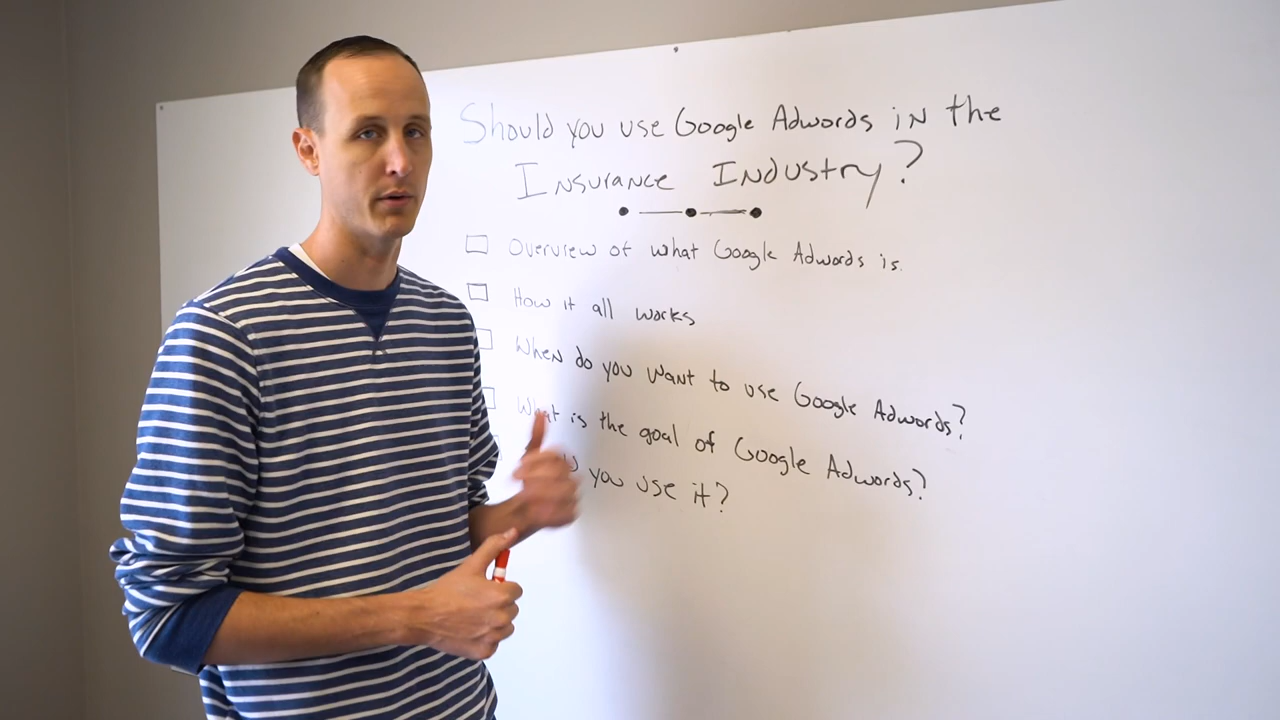 Should you use Google Adwords in the
Insurance Industry?
Overview of what Google Adwords is.
How it all works
When do you want to use Google Adwords?
What is the goal of Google Adwords?
you use it?